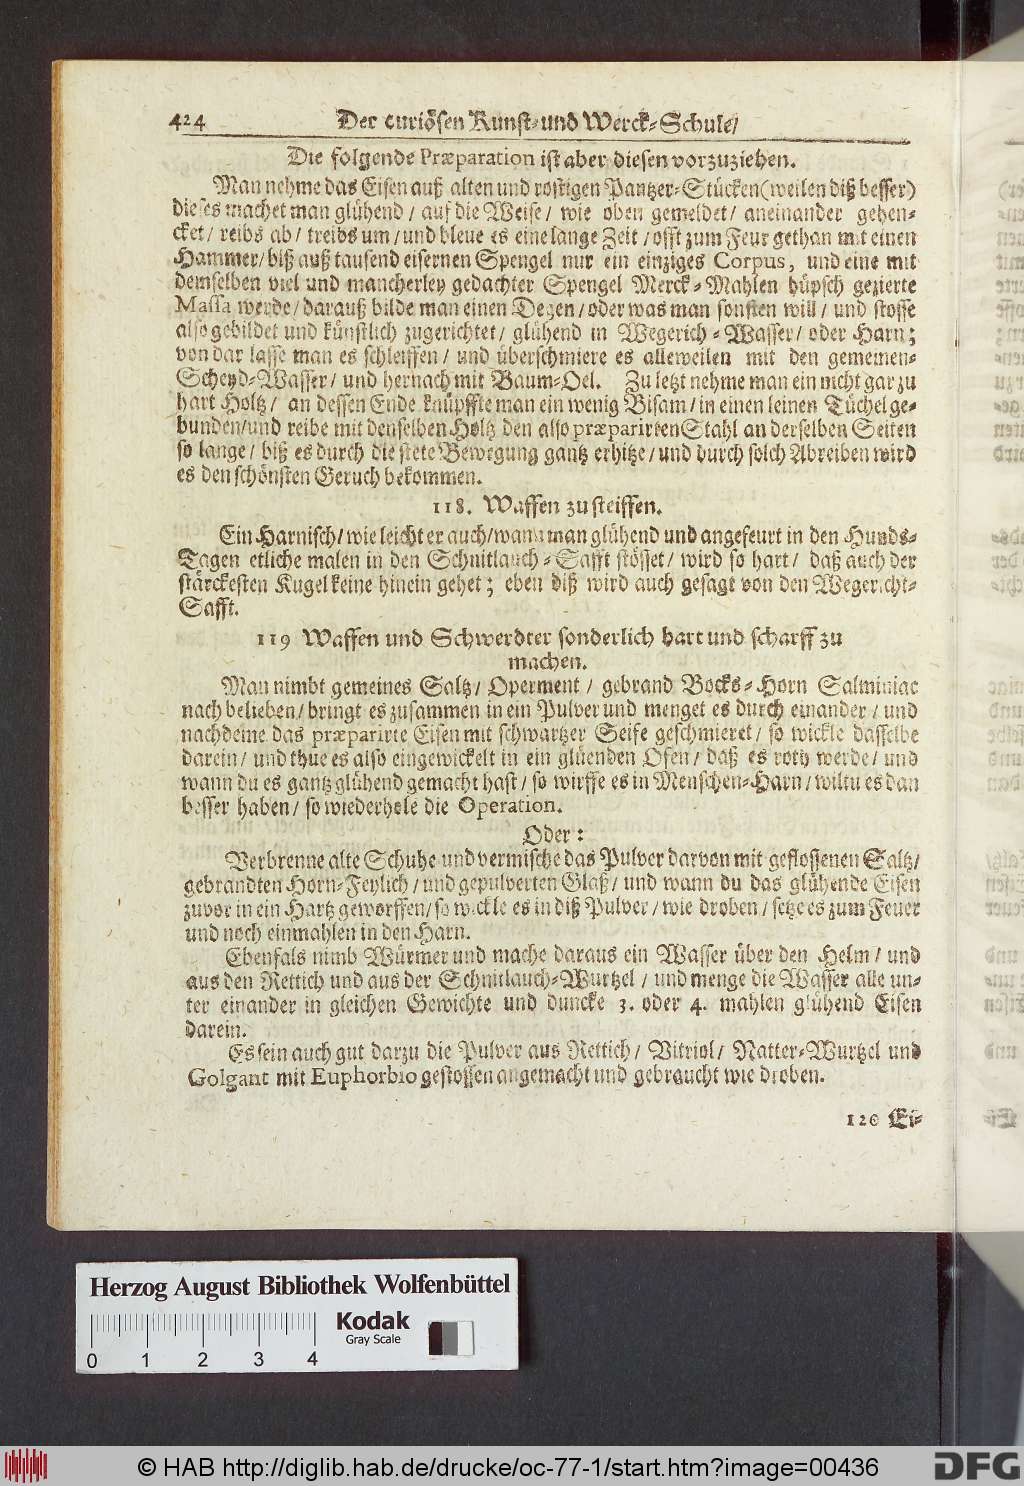 424 Der curiösen Kunst-und Werck-Schule/
Die folgende Præparation ist aber diesen vorzuziehen.
Man nehme das Eisen auß alten und rostigen Pantzer-Stücken (weilen diß besser)
dieses machet man glühend / auf die Weise / wie oben gemeldet / aneinander gehen-
cket / reibs ab / treibs um / und bleue es eine lange Zeit / offt zum Feur gethan mit einen
Hammer / biß auß tausend eisernen Spengel nur ein einziges Corpus, und eine mit
demselben viel und mancherley gedachter Spengel Merck-Mahlen hüpsch gezierte
Massa werde / darauß bilde man einen Degen / oder was man sonsten will / und stosse
also gebildet und künstlich zugerichtet / glühend in Wegerich-Wasser / oder Harn;
von dar lasse man es schleiffen / und überschmiere es alleweilen mit den gemeinen-
Scheyd-Wasser / und hernach mit Baum-Oel. Zu letzt nehme man ein nicht gar zu
hart Holtz / an dessen Ende knüpffte man ein wenig Bisam / in einen leinen Tüchel ge-
bunden / und reibe mit denselben Holtz den also præparirten Stahl an derselben Seiten
so lange / biß es durch die stete Bewegung gantz erhitze / und durch solch Abreiben wird
es den schönsten Geruch bekommen.
118. Waffen zu steiffen.
Ein Harnisch / wie leicht er auch / wann man glühend und angefeurt in den Hunds-
Tagen etliche malen in den Schnitlauch-Safft stösset / wird so hart / daß auch der
stärckesten Kugel keine hinein gehet; eben diß wird auch gesagt von den Wegericht-
Safft.
119 Waffen und Schwerdter sonderlich hart und scharff zu
machen.
Man nimbt gemeines Saltz / Operment / gebrand Bocks-Horn Salminiac
nach belieben / bringt es zusammen in ein Pulver und menget es durch einander / und
nachdeine das præparirte Eisen mit schwartzer Seife geschmieret / so wickle dasselbe
darein / und thue es also eingewickelt in ein glüenden Ofen / daß es roth werde / und
wann du es gantz glühend gemacht hast / so wirffe es in Menschen-Harn / wiltu es dan
besser haben / so wiederhele die Operation.
Oder:
Verbrenne alte Schuhe und vermische das Pulver darvon mit geflossenen Saltz /
gebrandten Horn-Feylich / und gepulverten Glaß / und wann du das glühende Eisen
zuvor in ein Hartz geworffen / so wickle es in diß Pulver / wie droben / setze es zum Feuer
und noch einmahlen in den Harn.
Ebenfals nimb Würmer und mache daraus ein Wasser über den Helm / und
aus den Rettich und aus der Schnitlauch-Wurtzel / und menge die Wasser alle un-
ter einander in gleichen Gewichte und duncke 3. oder 4. mahlen glühend Eisen
darein.
Es sein auch gut darzu die Pulver aus Rettich / Vitriol / Natter-Wurtzel und
Golgant mit Euphorbio gestossen angemacht und gebraucht wie droben.
120 Ei-
Herzog August Bibliothek Wolfenbüttel
Kodak
Gray Scale
0 1 2 3 4
© HAB http://diglib.hab.de/drucke/oc-77-1/start.htm?image=00436
DFG